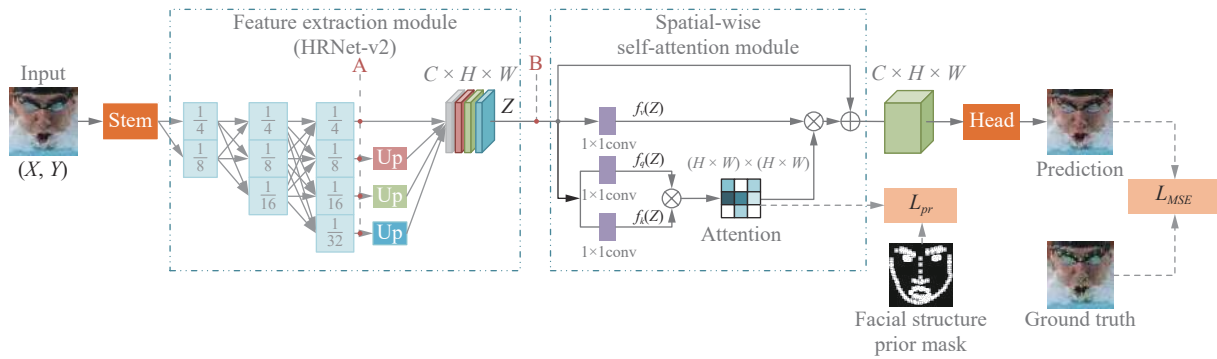 Input
(X, Y)
Stem
Feature extraction module
(HRNet-v2)
A
1/4
1/8
1/4
1/8
1/16
1/4
1/8
1/16
1/32
Up
Up
Up
C × H × W
Z
B
Spatial-wise
self-attention module
f_v(Z)
1×1conv
f_q(Z)
1×1conv
f_k(Z)
1×1conv
(H × W) × (H × W)
Attention
C × H × W
Head
Prediction
L_pr
Facial structure
prior mask
L_MSE
Ground truth